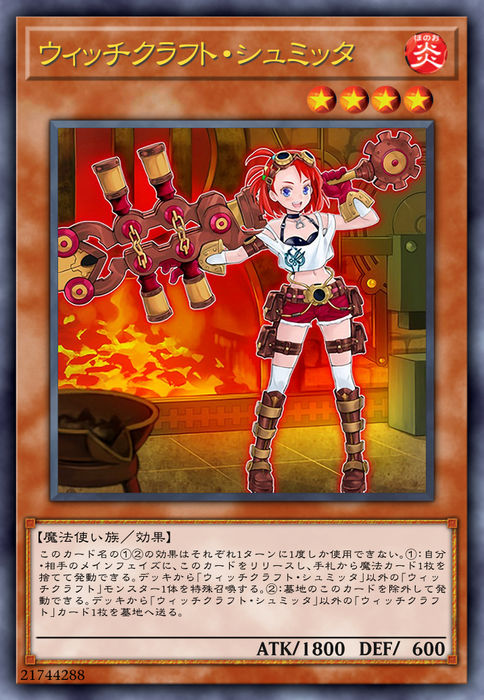 ウィッチクラフト・シュミッタ
ほのお
炎
【魔法使い族/効果】
このカード名の①②の効果はそれぞれ1ターンに1度しか使用できない。①:自分
・相手のメインフェイズに、このカードをリリースし、手札から魔法カード1枚を
捨てて発動できる。デッキから「ウィッチクラフト・シュミッタ」以外の「ウィッ
チクラフト」モンスター1体を特殊召喚する。②:墓地のこのカードを除外して発
動できる。デッキから「ウィッチクラフト・シュミッタ」以外の「ウィッチクラフ
ト」カード1枚を墓地へ送る。
ATK/1800 DEF/ 600
21744288